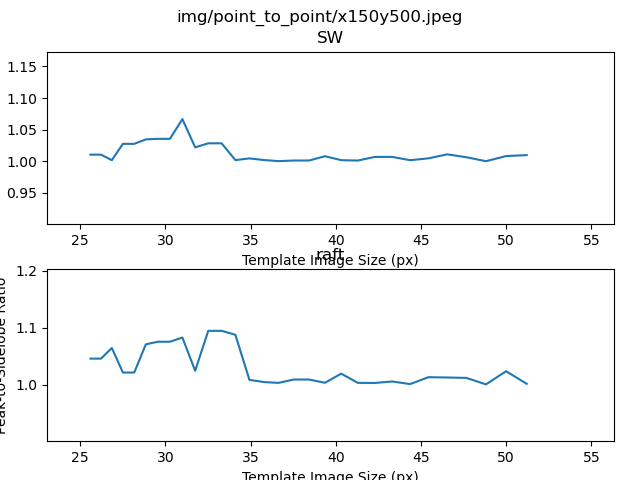 img/point_to_point/x150y500.jpeg
SW
1.15
1.10
1.05
1.00
0.95
25 30 35 40 45 50 55
Template Image Size (px)
raft
1.2
1.1
1.0
Peak-to-Sidelobe Ratio
25 30 35 40 45 50 55
Template Image Size (px)